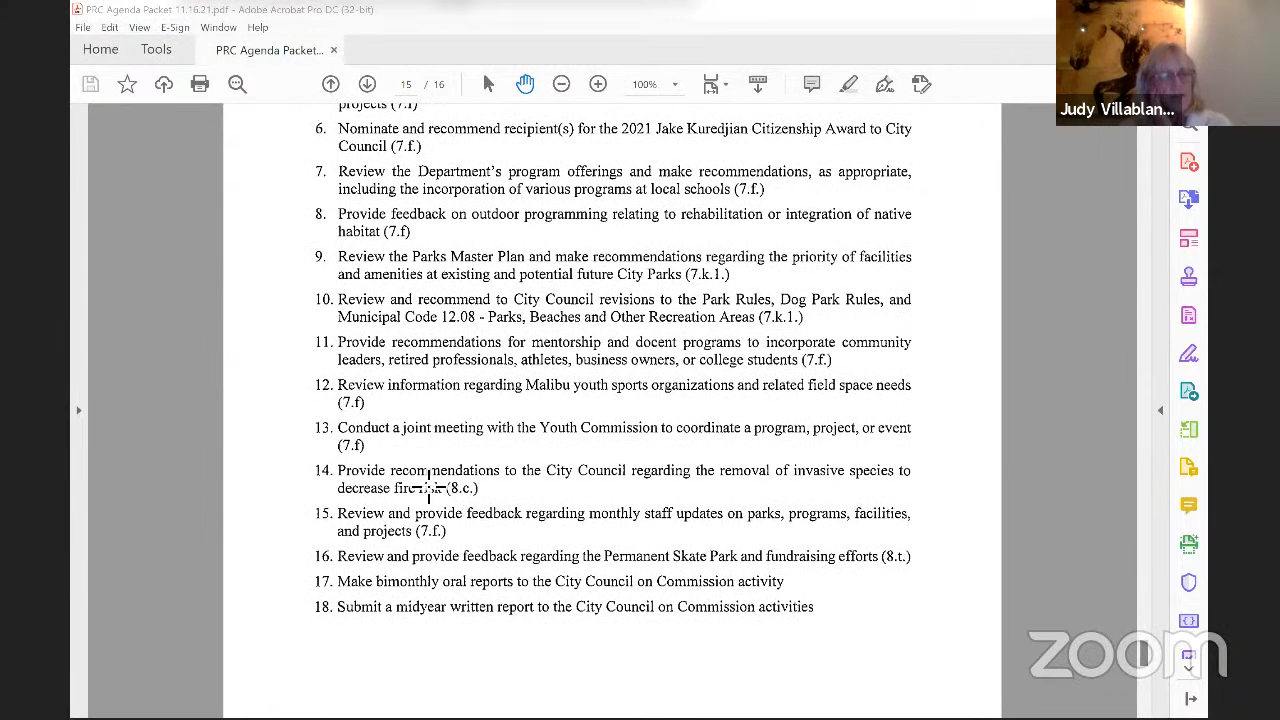 PRC Agenda Packet 11.16.21.pdf - Adobe Acrobat Pro DC (32-bit)
File Edit View E-Sign Window Help
Home Tools PRC Agenda Packet... ×
15 / 16 100%
Judy Villablan...
projects (7.f)
6. Nominate and recommend recipient(s) for the 2021 Jake Kuredjian Citizenship Award to City
Council (7.f.)
7. Review the Department's program offerings and make recommendations, as appropriate,
including the incorporation of various programs at local schools (7.f.)
8. Provide feedback on outdoor programming relating to rehabilitation or integration of native
habitat (7.f)
9. Review the Parks Master Plan and make recommendations regarding the priority of facilities
and amenities at existing and potential future City Parks (7.k.1.)
10. Review and recommend to City Council revisions to the Park Rules, Dog Park Rules, and
Municipal Code 12.08 - Parks, Beaches and Other Recreation Areas (7.k.1.)
11. Provide recommendations for mentorship and docent programs to incorporate community
leaders, retired professionals, athletes, business owners, or college students (7.f.)
12. Review information regarding Malibu youth sports organizations and related field space needs
(7.f)
13. Conduct a joint meeting with the Youth Commission to coordinate a program, project, or event
(7.f)
14. Provide recommendations to the City Council regarding the removal of invasive species to
decrease fire risk (8.c.)
15. Review and provide feedback regarding monthly staff updates on parks, programs, facilities,
and projects (7.f.)
16. Review and provide feedback regarding the Permanent Skate Park and fundraising efforts (8.t.)
17. Make bimonthly oral reports to the City Council on Commission activity
18. Submit a midyear written report to the City Council on Commission activities
zoom